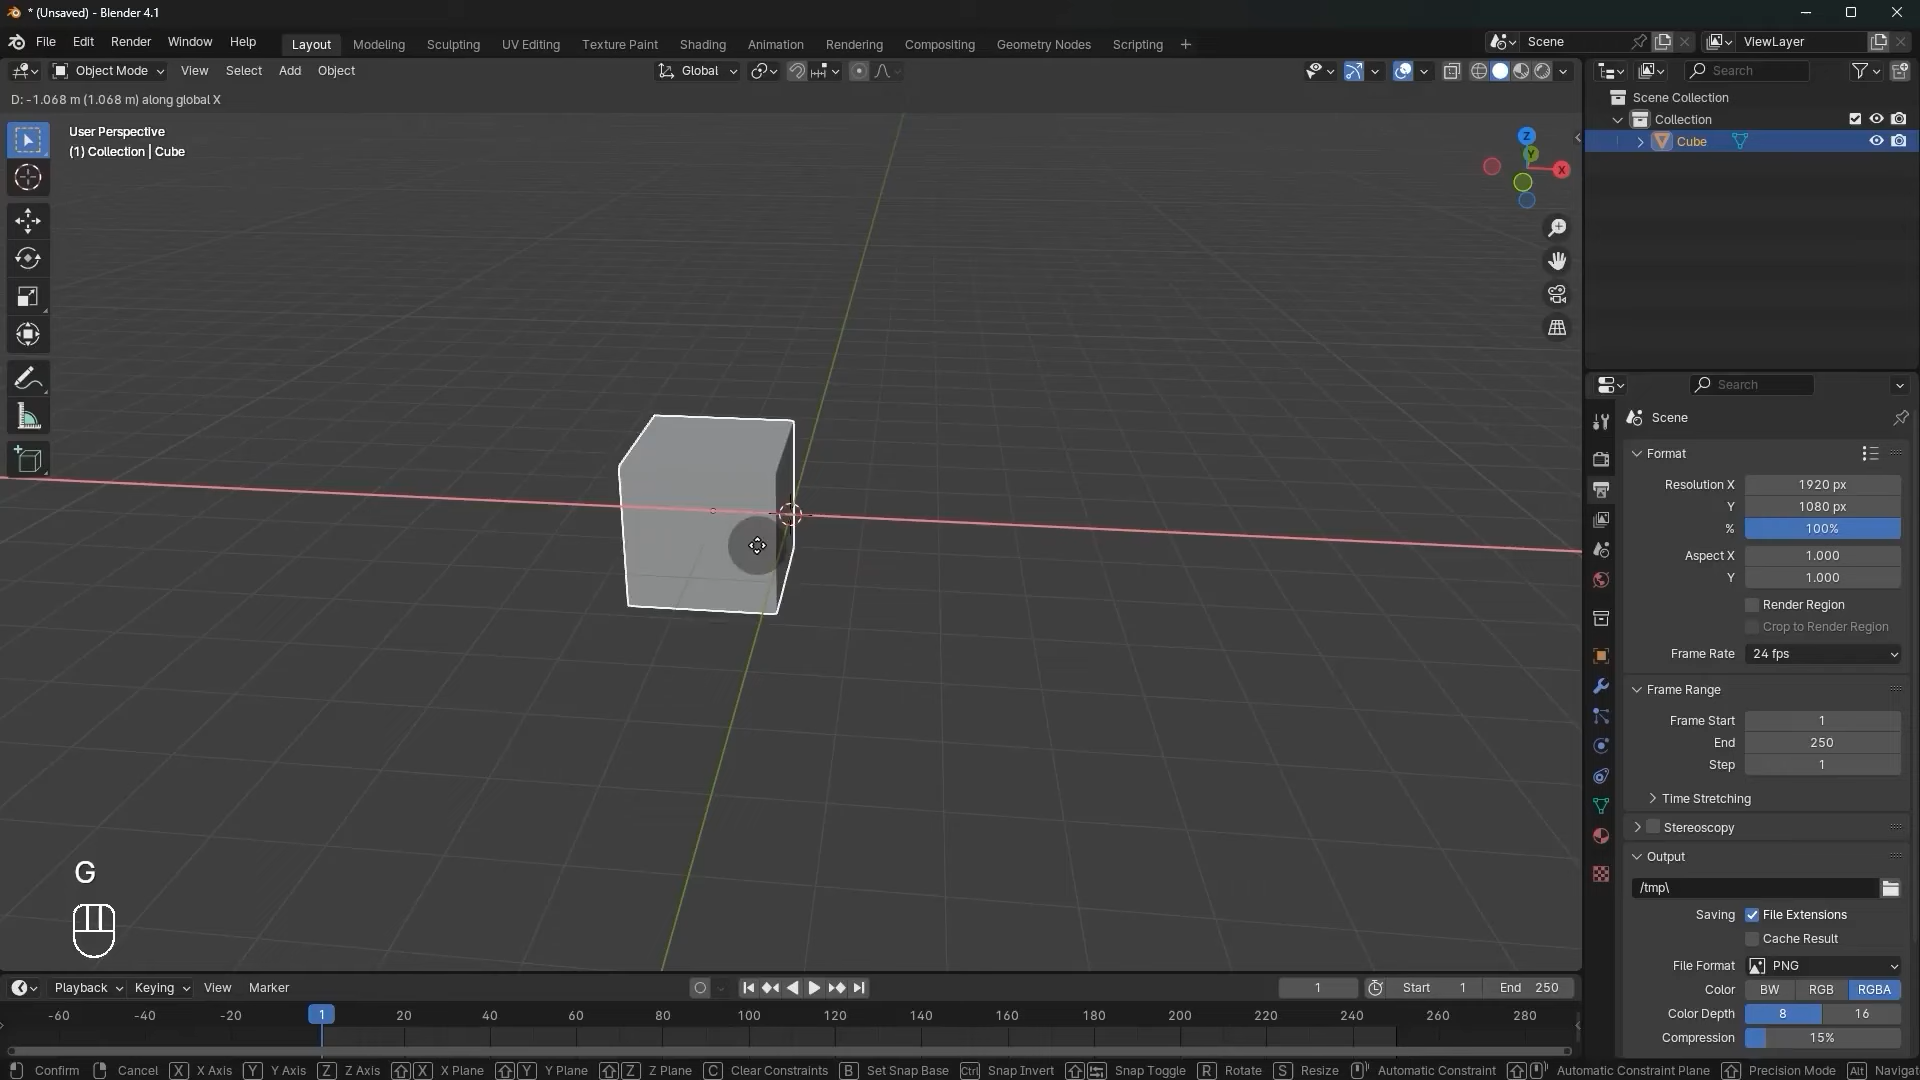 * (Unsaved) - Blender 4.1
File Edit Render Window Help Layout Modeling Sculpting UV Editing Texture Paint Shading Animation Rendering Compositing Geometry Nodes Scripting + Scene ViewLayer
Object Mode View Select Add Object Global Search
D: -1.068 m (1.068 m) along global X
Scene Collection
Collection
Cube
User Perspective
(1) Collection | Cube
Z
Y
X
Search
Scene
Format
Resolution X 1920 px
Y 1080 px
% 100%
Aspect X 1.000
Y 1.000
Render Region
Crop to Render Region
Frame Rate 24 fps
Frame Range
Frame Start 1
End 250
Step 1
Time Stretching
Stereoscopy
Output
/tmp\
Saving File Extensions
Cache Result
File Format PNG
Color BW RGB RGBA
Color Depth 8 16
Compression 15%
G
Playback Keying View Marker 1 Start 1 End 250
-60 -40 -20 1 20 40 60 80 100 120 140 160 180 200 220 240 260 280
Confirm Cancel X X Axis Y Y Axis Z Z Axis X X Plane Y Y Plane Z Z Plane C Clear Constraints B Set Snap Base Ctrl Snap Invert Snap Toggle R Rotate S Resize Automatic Constraint Automatic Constraint Plane Precision Mode Alt Navigat